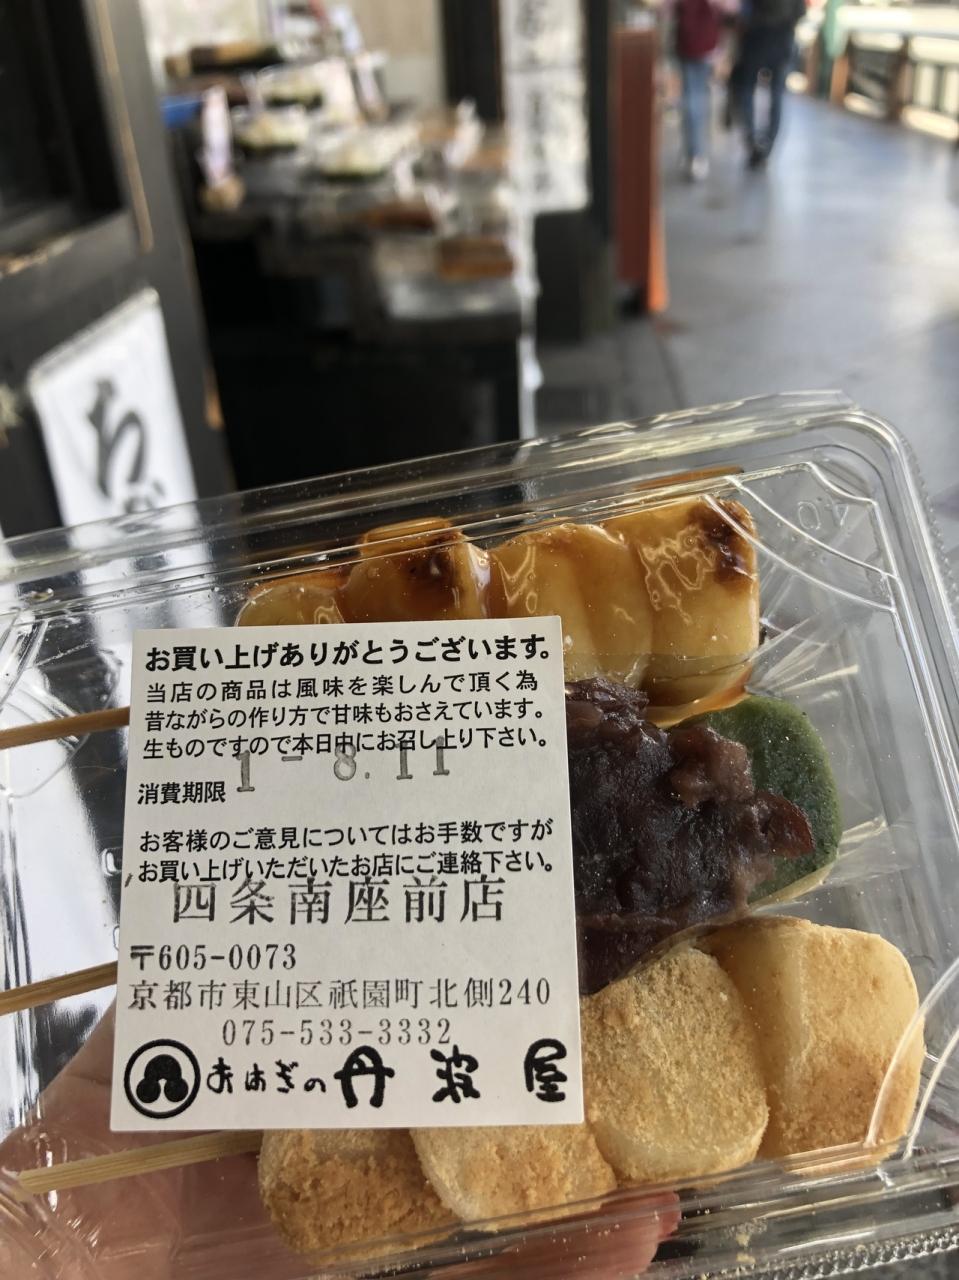 お買い上げありがとうございます。
当店の商品は風味を楽しんで頂く為
昔ながらの作り方で甘味もおさえています。
生ものですので本日中にお召し上り下さい。
消費期限 1-8.11
お客様のご意見についてはお手数ですが
お買い上げいただいたお店にご連絡下さい。
四条南座前店
〒605-0073
京都市東山区祇園町北側240
075-533-3332
おはぎの丹波屋